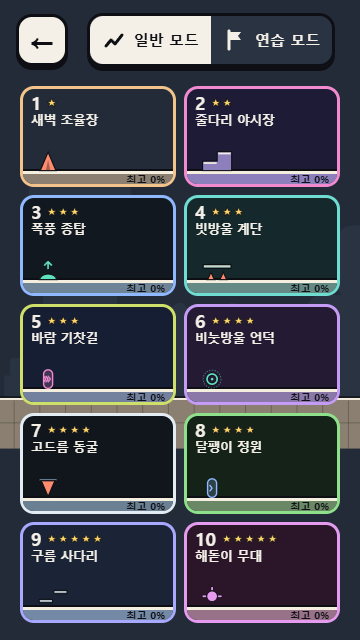 ←
일반 모드
연습 모드
1 ★
새벽 조율장
최고 0%
2 ★★
줄다리 야시장
최고 0%
3 ★★★
폭풍 종탑
최고 0%
4 ★★★
빗방울 계단
최고 0%
5 ★★★
바람 기찻길
최고 0%
6 ★★★★
비눗방울 언덕
최고 0%
7 ★★★★
고드름 동굴
최고 0%
8 ★★★★
달팽이 정원
최고 0%
9 ★★★★★
구름 사다리
최고 0%
10 ★★★★★
해돋이 무대
최고 0%